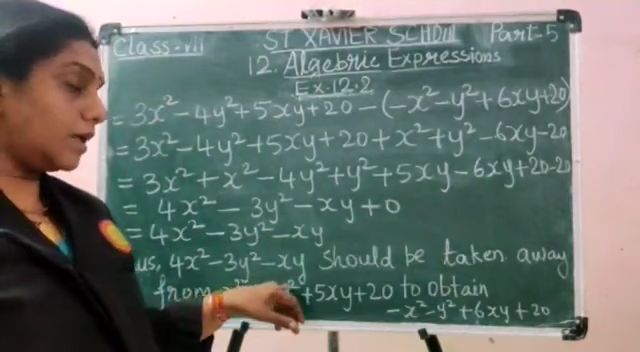 Class-vii ST XAVIER SCHOOL Part-5
12. Algebric Expressions
Ex.12.2
= 3x² - 4y² + 5xy + 20 - (-x² - y² + 6xy + 20)
= 3x² - 4y² + 5xy + 20 + x² + y² - 6xy - 20
= 3x² + x² - 4y² + y² + 5xy - 6xy + 20 - 20
= 4x² - 3y² - xy + 0
= 4x² - 3y² - xy
us, 4x² - 3y² - xy should be taken away
from + 5xy + 20 to obtain
-x² - y² + 6xy + 20